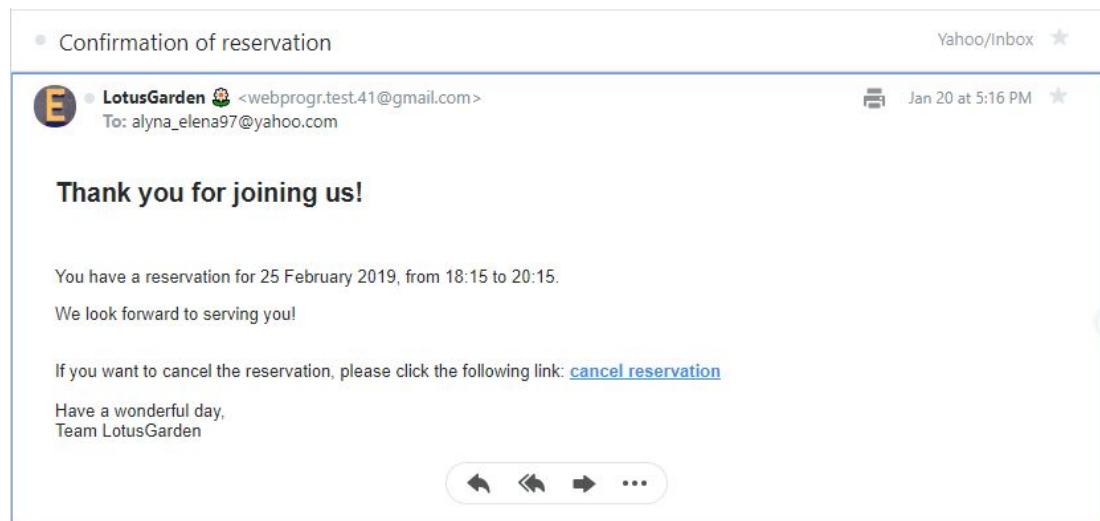 Confirmation of reservation Yahoo/Inbox
E LotusGarden <webprogr.test.41@gmail.com> Jan 20 at 5:16 PM
To: alyna_elena97@yahoo.com
Thank you for joining us!
You have a reservation for 25 February 2019, from 18:15 to 20:15.
We look forward to serving you!
If you want to cancel the reservation, please click the following link: cancel reservation
Have a wonderful day,
Team LotusGarden